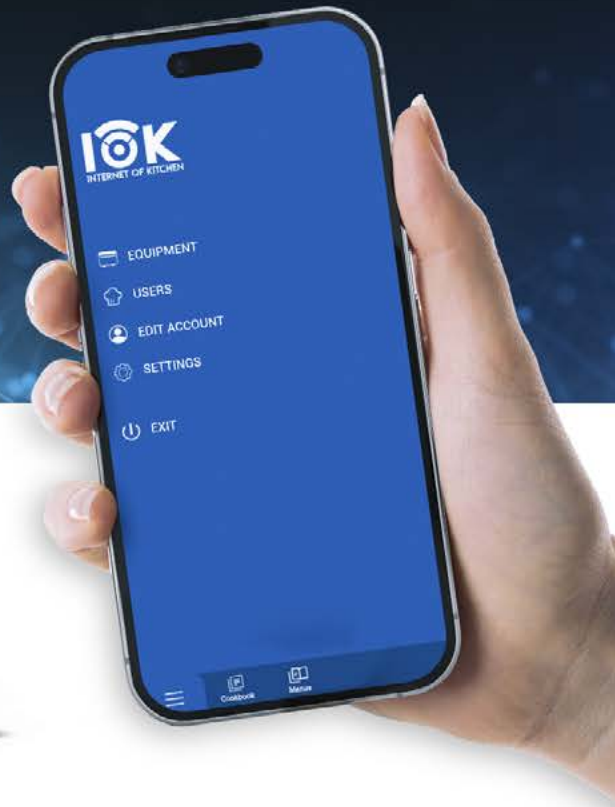 IOK
INTERNET OF KITCHEN
EQUIPMENT
USERS
EDIT ACCOUNT
SETTINGS
EXIT
Cookbook
Menus